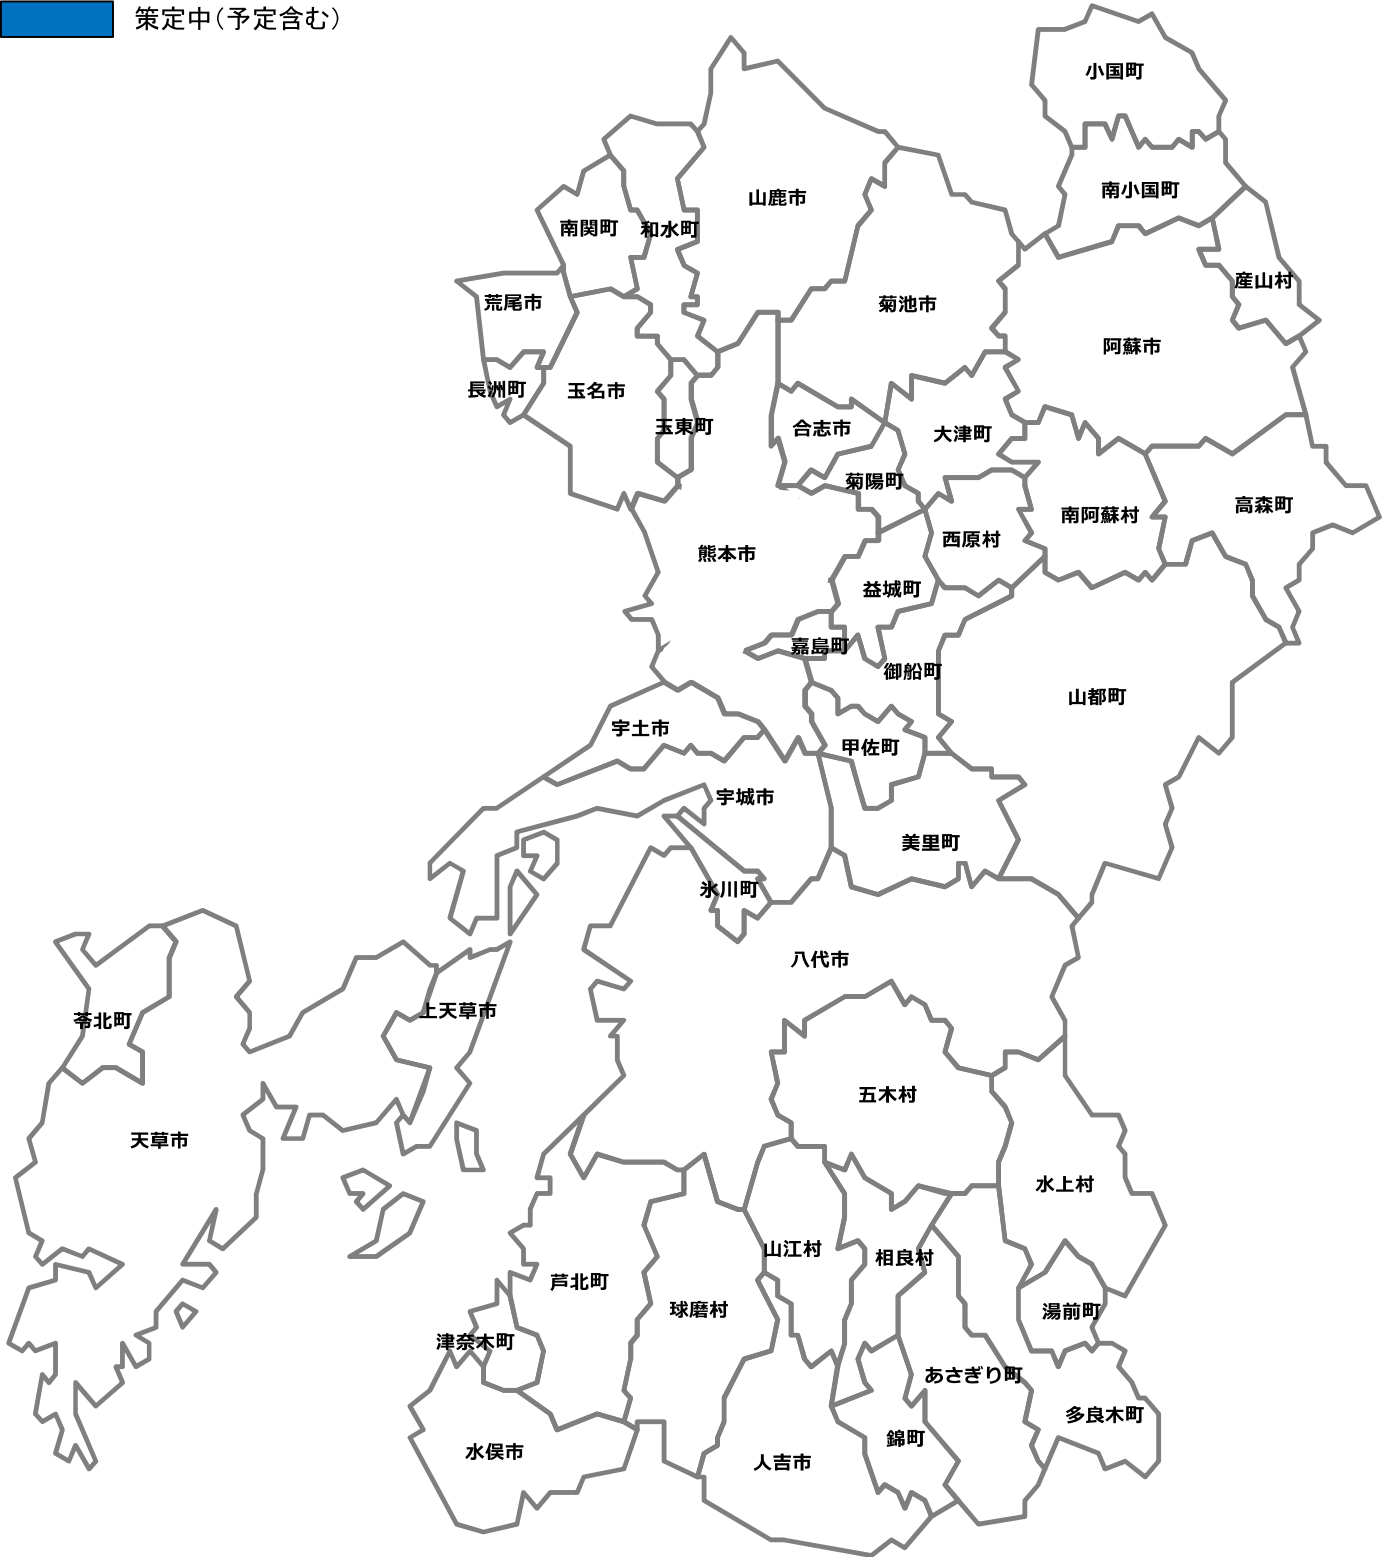 策定中（予定含む）
小国町
南小国町
山鹿市
南関町
和水町
産山村
荒尾市
菊池市
阿蘇市
長洲町
玉名市
玉東町
合志市
大津町
菊陽町
高森町
南阿蘇村
西原村
熊本市
益城町
嘉島町
御船町
山都町
宇土市
甲佐町
宇城市
美里町
氷川町
八代市
上天草市
苓北町
五木村
天草市
水上村
山江村
相良村
芦北町
球磨村
湯前町
津奈木町
あさぎり町
多良木町
錦町
水俣市
人吉市